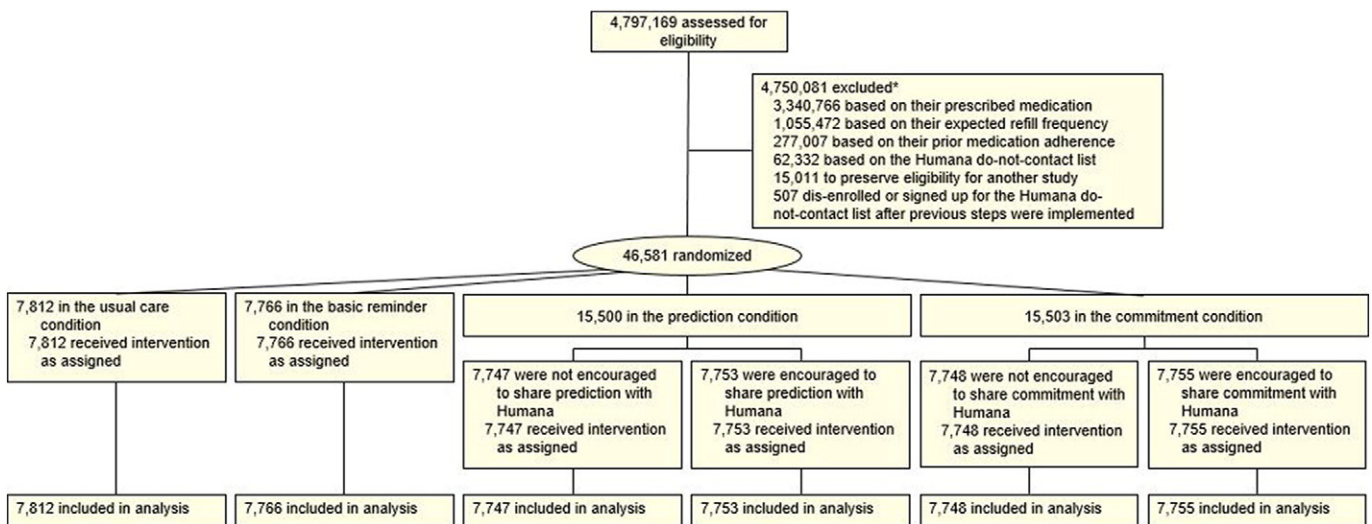 4,797,169 assessed for
eligibility
4,750,081 excluded*
3,340,766 based on their prescribed medication
1,055,472 based on their expected refill frequency
277,007 based on their prior medication adherence
62,332 based on the Humana do-not-contact list
15,011 to preserve eligibility for another study
507 dis-enrolled or signed up for the Humana do-
not-contact list after previous steps were implemented
46,581 randomized
7,812 in the usual care
condition
7,812 received intervention
as assigned
7,766 in the basic reminder
condition
7,766 received intervention
as assigned
15,500 in the prediction condition
15,503 in the commitment condition
7,747 were not encouraged
to share prediction with
Humana
7,747 received intervention
as assigned
7,753 were encouraged to
share prediction with
Humana
7,753 received intervention
as assigned
7,748 were not encouraged
to share commitment with
Humana
7,748 received intervention
as assigned
7,755 were encouraged to
share commitment with
Humana
7,755 received intervention
as assigned
7,812 included in analysis
7,766 included in analysis
7,747 included in analysis
7,753 included in analysis
7,748 included in analysis
7,755 included in analysis